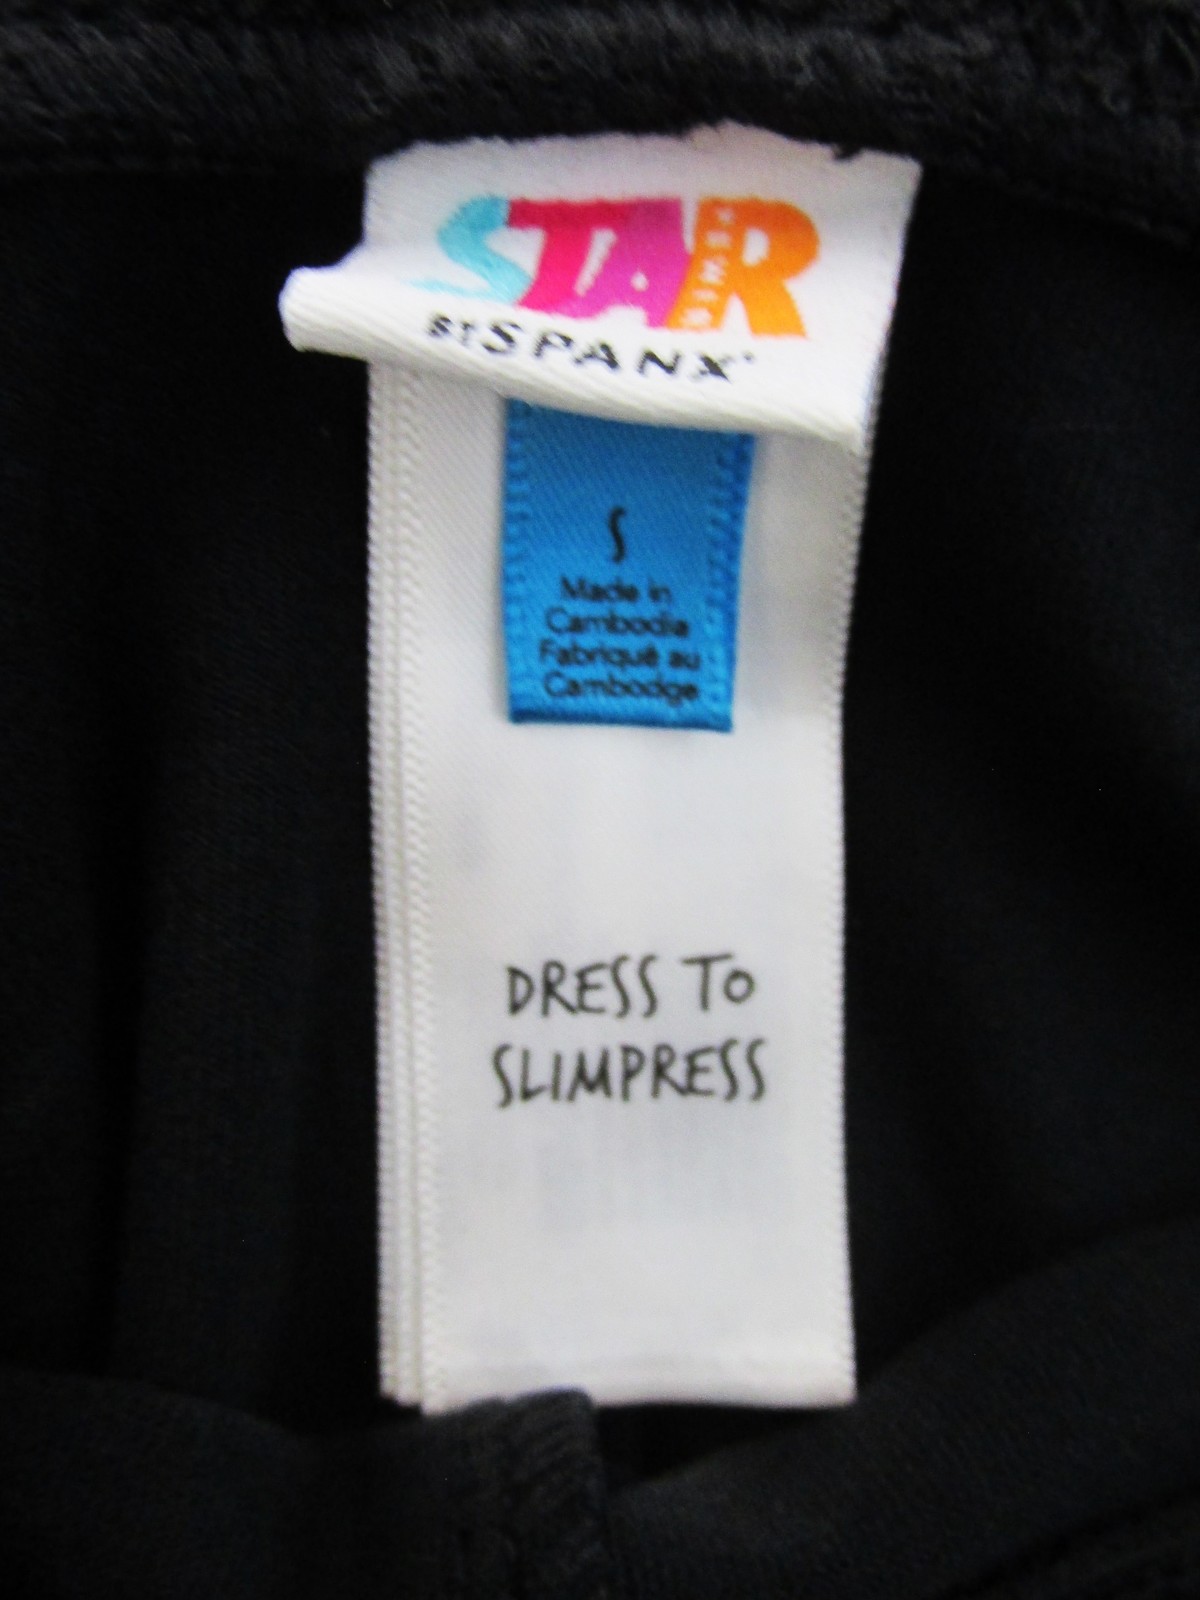 STAR
BY SPANX®
S
Made in
Cambodia
Fabriqué au
Cambodge
DRESS TO
SLIMPRESS